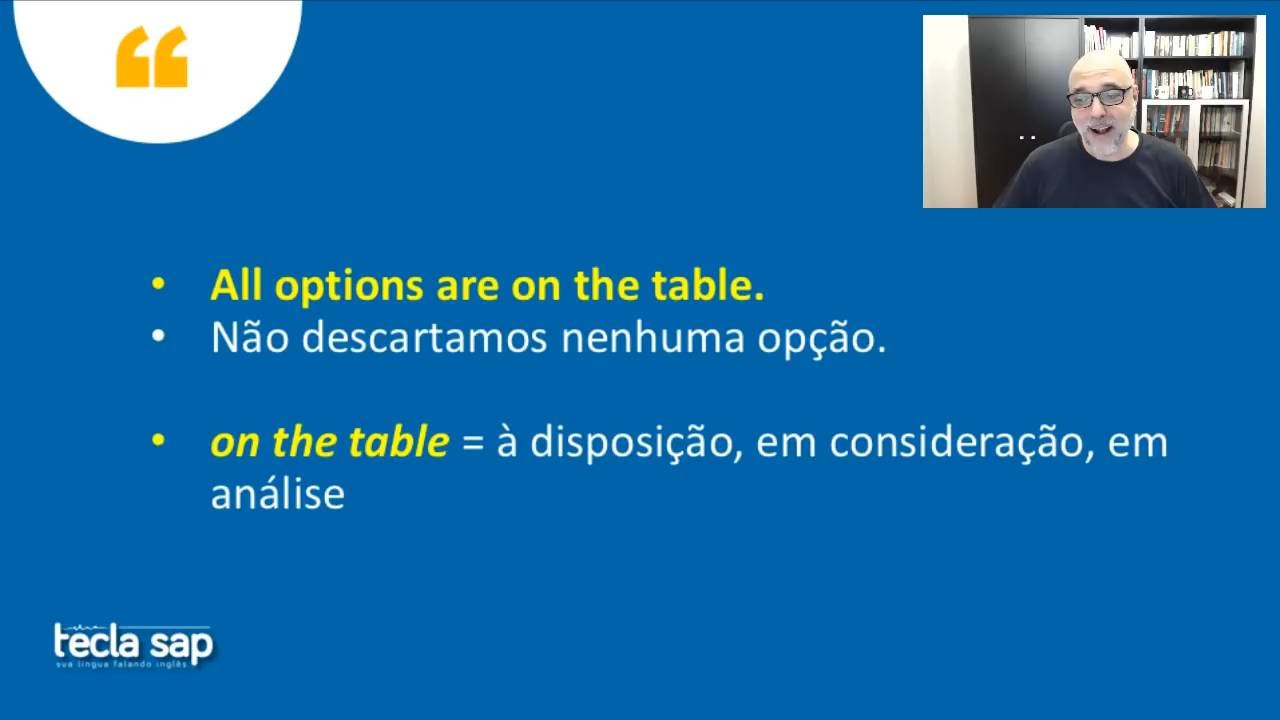 All options are on the table.
Não descartamos nenhuma opção.
on the table = à disposição, em consideração, em
análise
tecla sap
sua língua falando inglês